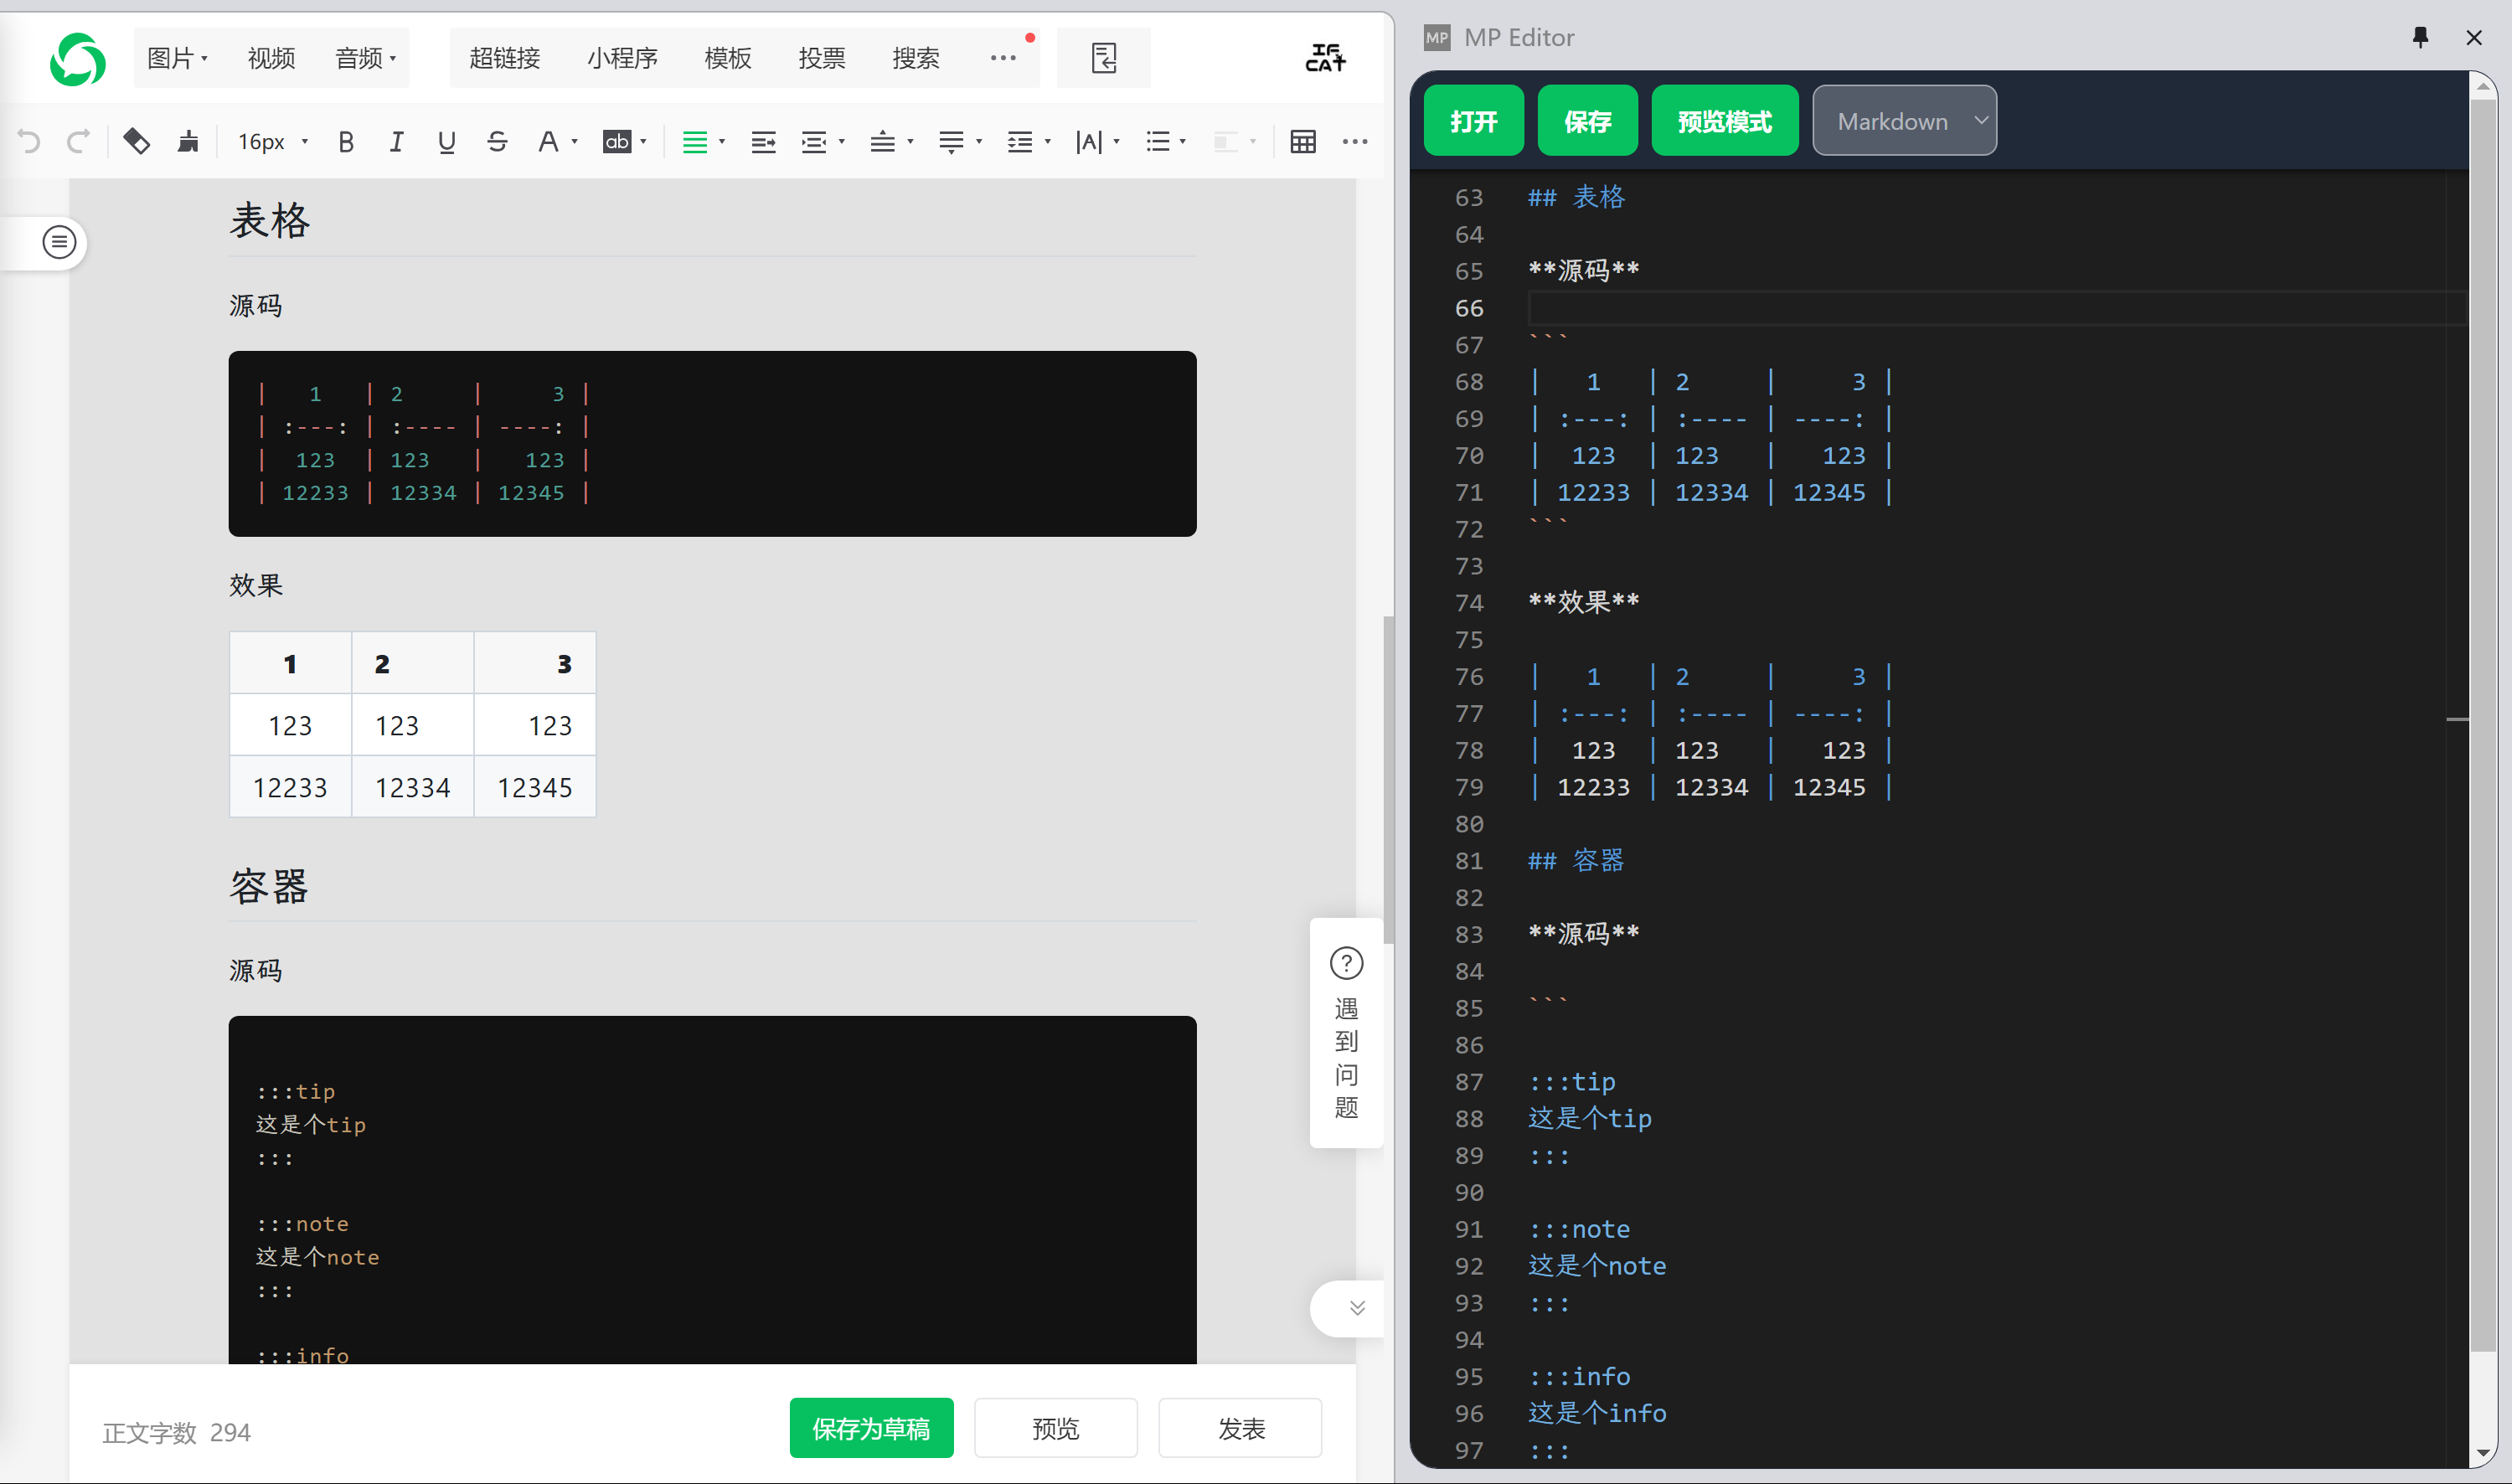 图片 视频 音频 超链接 小程序 模板 投票 搜索
IF CAT
16px
表格
源码
|   1   | 2     |     3 |
| :---: | :---- | ----: |
|  123  | 123   |   123 |
| 12233 | 12334 | 12345 |
效果
1 2 3
123 123 123
12233 12334 12345
容器
源码
:::tip
这是个tip
:::
:::note
这是个note
:::
:::info
遇到问题
正文字数 294
保存为草稿 预览 发表
MP MP Editor
打开 保存 预览模式 Markdown
63 ## 表格
64
65 **源码**
66
67 ```
68 |   1   | 2     |     3 |
69 | :---: | :---- | ----: |
70 |  123  | 123   |   123 |
71 | 12233 | 12334 | 12345 |
72 ```
73
74 **效果**
75
76 |   1   | 2     |     3 |
77 | :---: | :---- | ----: |
78 |  123  | 123   |   123 |
79 | 12233 | 12334 | 12345 |
80
81 ## 容器
82
83 **源码**
84
85 ```
86
87 :::tip
88 这是个tip
89 :::
90
91 :::note
92 这是个note
93 :::
94
95 :::info
96 这是个info
97 :::